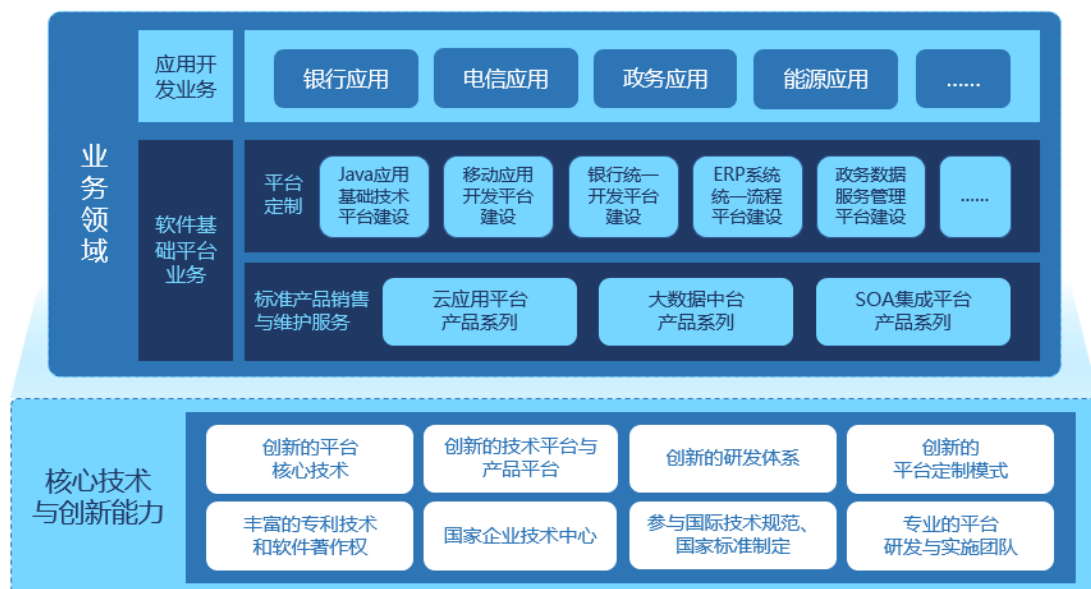 业务领域
应用开
发业务
银行应用
电信应用
政务应用
能源应用
......
软件基
础平台
业务
平台
定制
Java应用
基础技术
平台建设
移动应用
开发平台
建设
银行统一
开发平台
建设
ERP系统
统一流程
平台建设
政务数据
服务管理
平台建设
......
标准产品销售
与维护服务
云应用平台
产品系列
大数据中台
产品系列
SOA集成平台
产品系列
核心技术
与创新能力
创新的平台
核心技术
创新的技术平台与
产品平台
创新的研发体系
创新的
平台定制模式
丰富的专利技术
和软件著作权
国家企业技术中心
参与国际技术规范、
国家标准制定
专业的平台
研发与实施团队